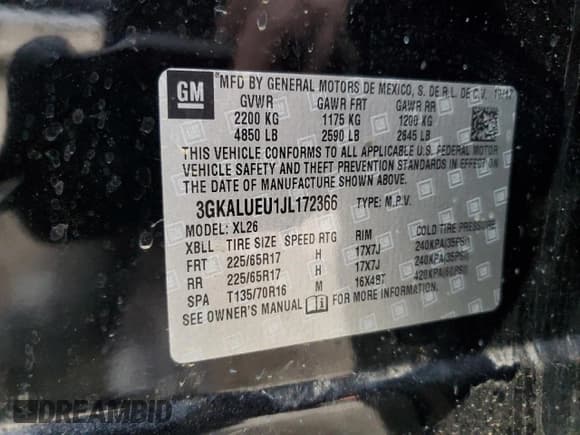 GM
MFD BY GENERAL MOTORS DE MEXICO, S. DE R.L. DE C.V.
GVWR GAWR FRT GAWR RR
2200 KG 1175 KG 1200 KG
4850 LB 2590 LB 2645 LB
THIS VEHICLE CONFORMS TO ALL APPLICABLE U.S. FEDERAL MOTOR
VEHICLE SAFETY AND THEFT PREVENTION STANDARDS IN EFFECT
ON THE DATE OF MANUFACTURE SHOWN ABOVE.
3GKALUEU1JL172366 TYPE: M.P.V.
MODEL: XL26
XBLL TIRE SIZE SPEED RTG RIM COLD TIRE PRESSURE
FRT 225/65R17 H 17X7J 240KPA(35PSI)
RR 225/65R17 H 17X7J 240KPA(35PSI)
SPA T135/70R16 M 16X4BT 420KPA(60PSI)
SEE OWNER'S MANUAL FOR MORE INFORMATION.
DREAMBID